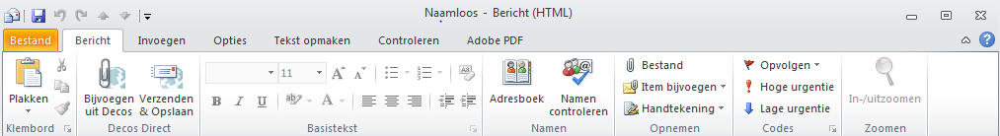 Naamloos - Bericht (HTML)
Bestand Bericht Invoegen Opties Tekst opmaken Controleren Adobe PDF
Plakken
Klembord
Bijvoegen uit Decos
Verzenden & Opslaan
Decos Direct
11
A A
B I U
ab A
Basistekst
Adresboek
Namen controleren
Namen
Bestand
Item bijvoegen
Handtekening
Opnemen
Opvolgen
Hoge urgentie
Lage urgentie
Codes
In-/uitzoomen
Zoomen